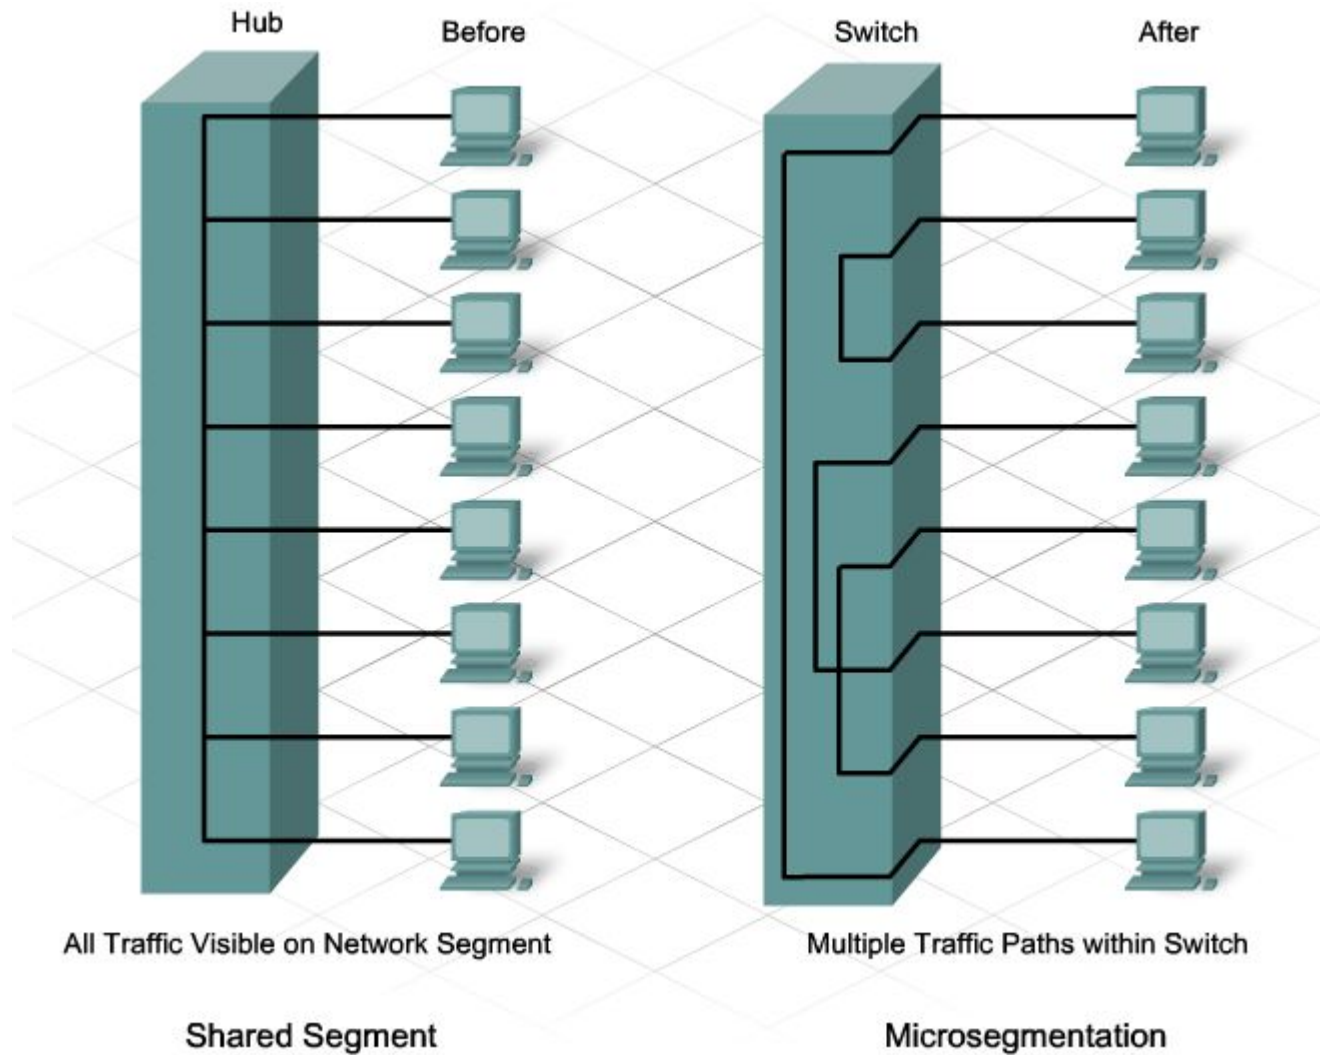 Hub
Before
Switch
After
All Traffic Visible on Network Segment
Multiple Traffic Paths within Switch
Shared Segment
Microsegmentation